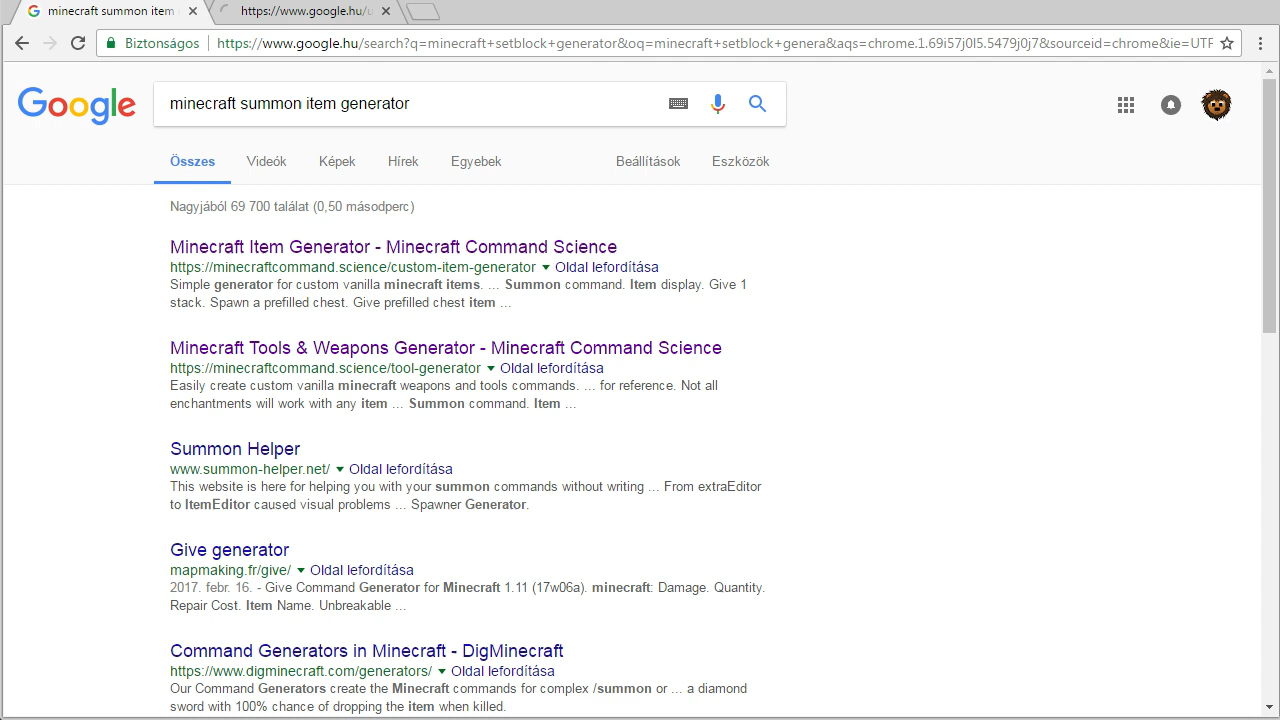 minecraft summon item
https://www.google.hu/u
Biztonságos
https://www.google.hu/search?q=minecraft+setblock+generator&oq=minecraft+setblock+genera&aqs=chrome.1.69i57j0l5.5479j0j7&sourceid=chrome&ie=UTF
Google
minecraft summon item generator
Összes Videók Képek Hírek Egyebek Beállítások Eszközök
Nagyjából 69 700 találat (0,50 másodperc)
Minecraft Item Generator - Minecraft Command Science
https://minecraftcommand.science/custom-item-generator Oldal lefordítása
Simple generator for custom vanilla minecraft items. ... Summon command. Item display. Give 1
stack. Spawn a prefilled chest. Give prefilled chest item ...
Minecraft Tools & Weapons Generator - Minecraft Command Science
https://minecraftcommand.science/tool-generator Oldal lefordítása
Easily create custom vanilla minecraft weapons and tools commands. ... for reference. Not all
enchantments will work with any item ... Summon command. Item ...
Summon Helper
www.summon-helper.net/ Oldal lefordítása
This website is here for helping you with your summon commands without writing ... From extraEditor
to ItemEditor caused visual problems ... Spawner Generator.
Give generator
mapmaking.fr/give/ Oldal lefordítása
2017. febr. 16. - Give Command Generator for Minecraft 1.11 (17w06a). minecraft: Damage. Quantity.
Repair Cost. Item Name. Unbreakable ...
Command Generators in Minecraft - DigMinecraft
https://www.digminecraft.com/generators/ Oldal lefordítása
Our Command Generators create the Minecraft commands for complex /summon or ... a diamond
sword with 100% chance of dropping the item when killed.